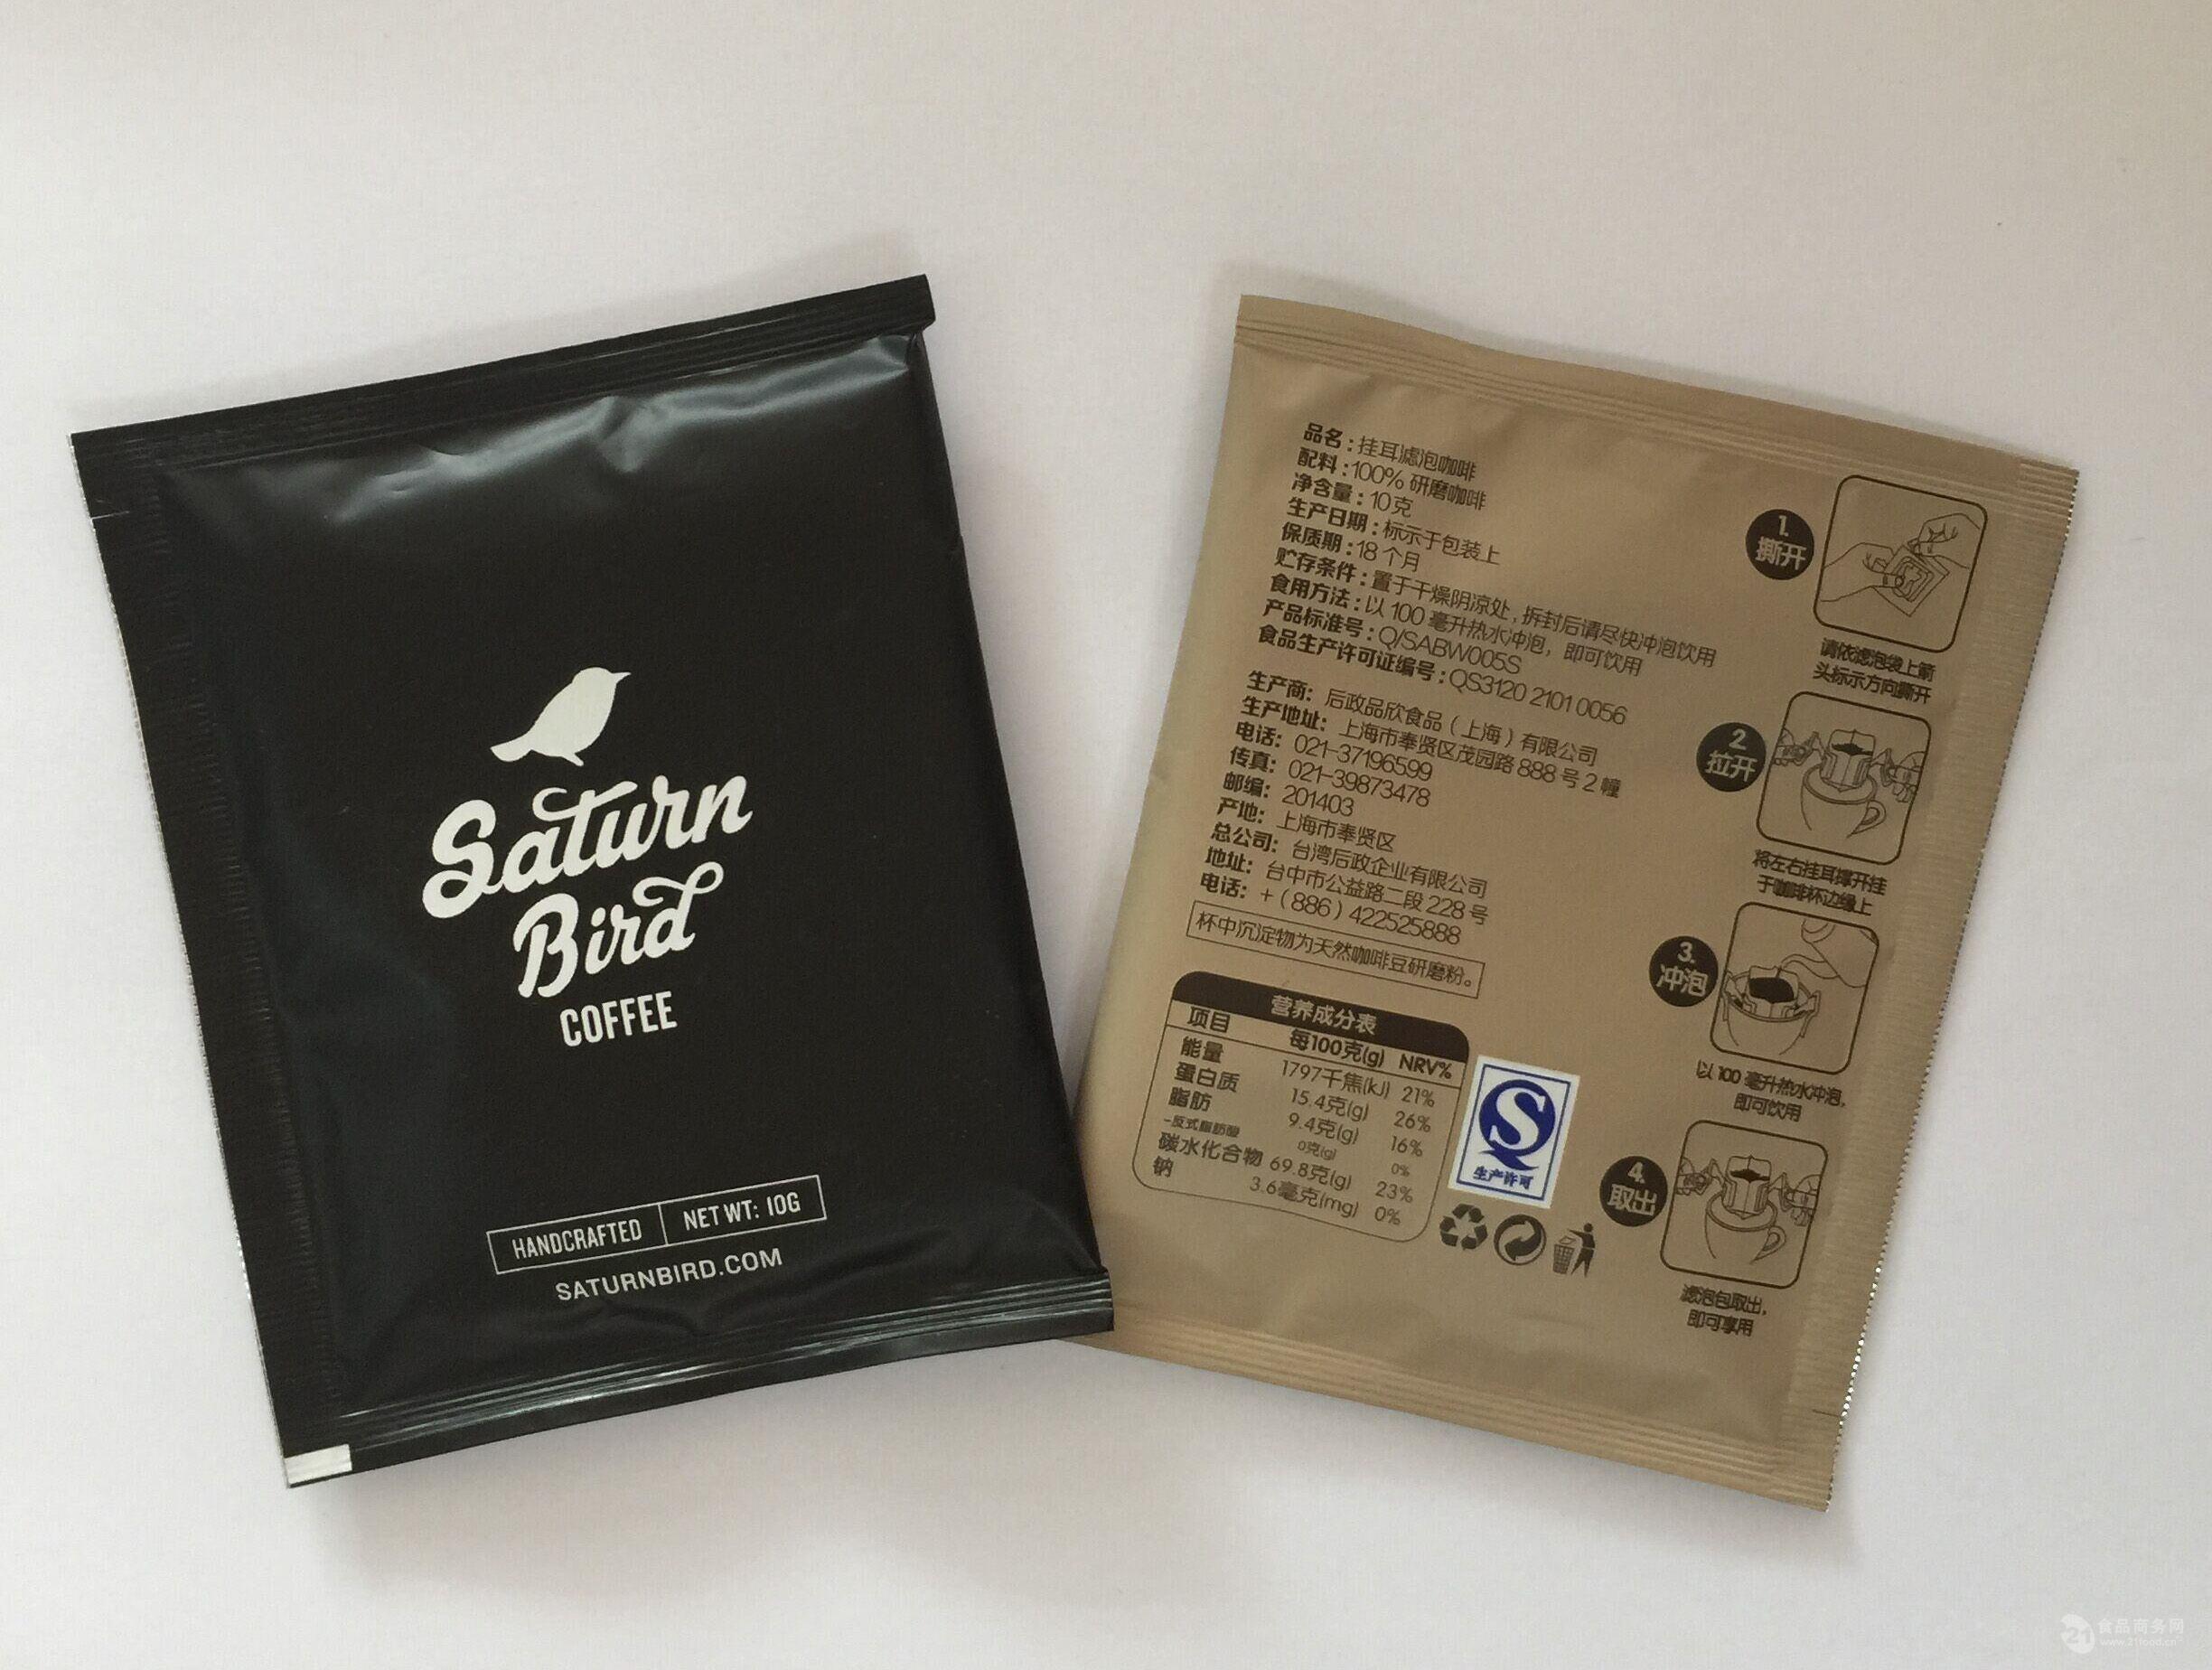 Saturn
Bird
COFFEE
HANDCRAFTED NET WT: 10G
SATURNBIRD.COM
品名：挂耳滤泡咖啡
配料：100% 研磨咖啡
净含量：10克
生产日期：标示于包装上
保质期：18 个月
贮存条件：置于干燥阴凉处，拆封后请尽快冲泡饮用
食用方法：以 100 毫升热水冲泡，即可饮用
产品标准号：Q/SABW005S
食品生产许可证编号：QS3120 2101 0056
生产商：后政品欣食品（上海）有限公司
生产地址：上海市奉贤区茂园路 888 号 2 幢
电话：021-37196599
传真：021-39873478
邮编：201403
产地：上海市奉贤区
总公司：台湾后政企业有限公司
地址：台中市公益路二段 228 号
电话：+（886）422525888
杯中沉淀物为天然咖啡豆研磨粉。
营养成分表
项目 每100克(g) NRV%
能量 1797千焦(kJ) 21%
蛋白质 15.4克(g) 26%
脂肪 9.4克(g) 16%
-反式脂肪酸 0克(g) 0%
碳水化合物 69.8克(g) 23%
钠 3.6毫克(mg) 0%
生产许可
1.
撕开
请依滤泡袋上箭
头标示方向撕开
2.
拉开
将左右挂耳撑开挂
于咖啡杯边缘上
3.
冲泡
以 100 毫升热水冲泡，
即可饮用
4.
取出
滤泡包取出，
即可享用
21食品商务网
www.21food.cn